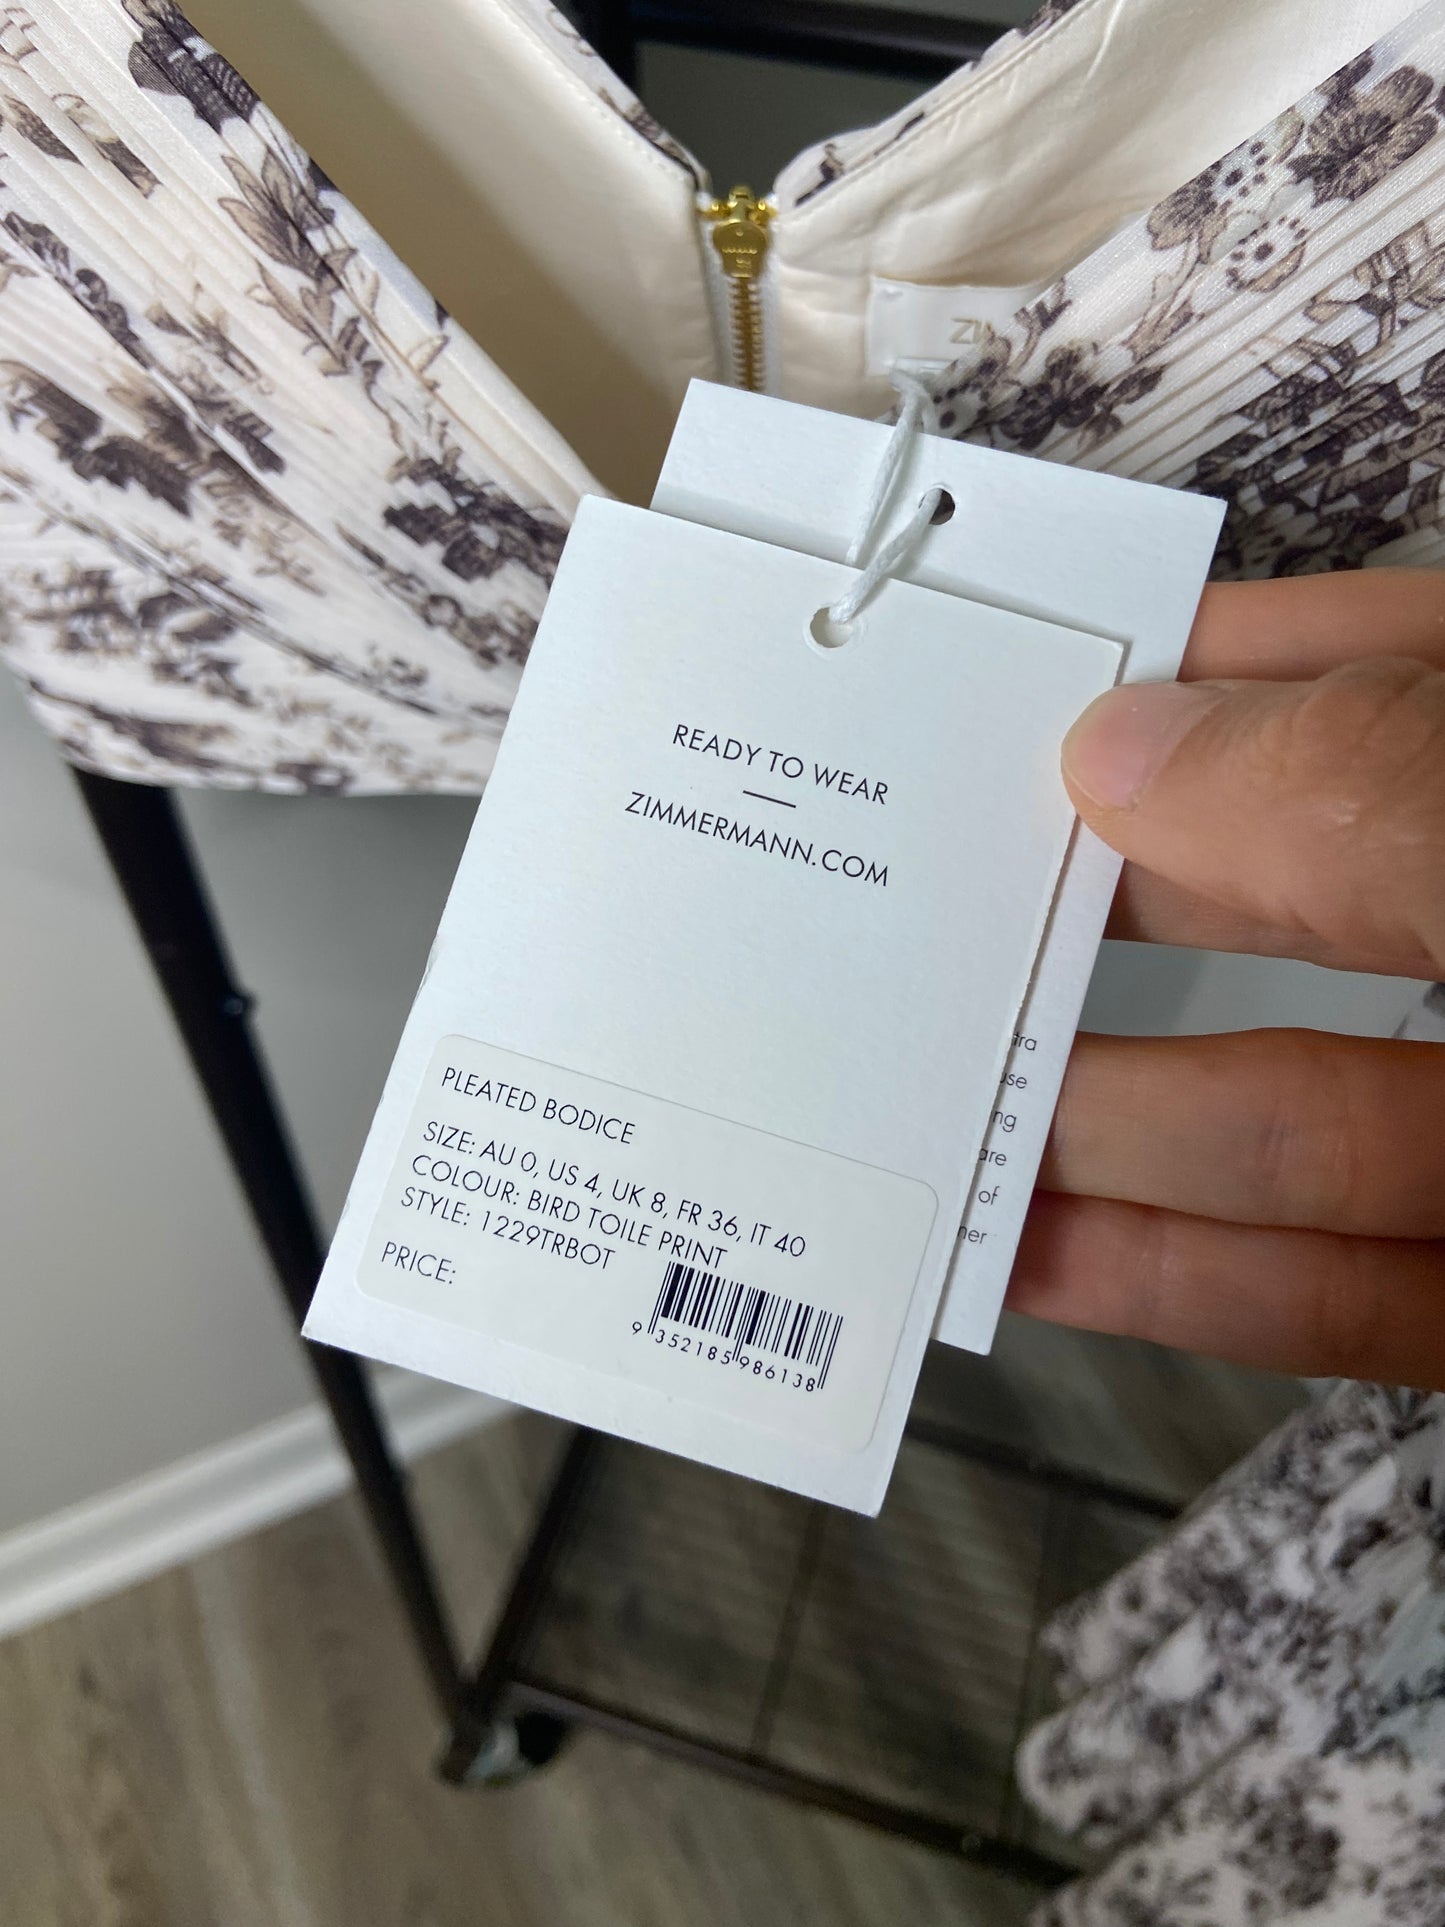 READY TO WEAR
ZIMMERMANN.COM
PLEATED BODICE
SIZE: AU 0, US 4, UK 8, FR 36, IT 40
COLOUR: BIRD TOILE PRINT
STYLE: 1229TRBOT
PRICE:
9 352185 986138
of